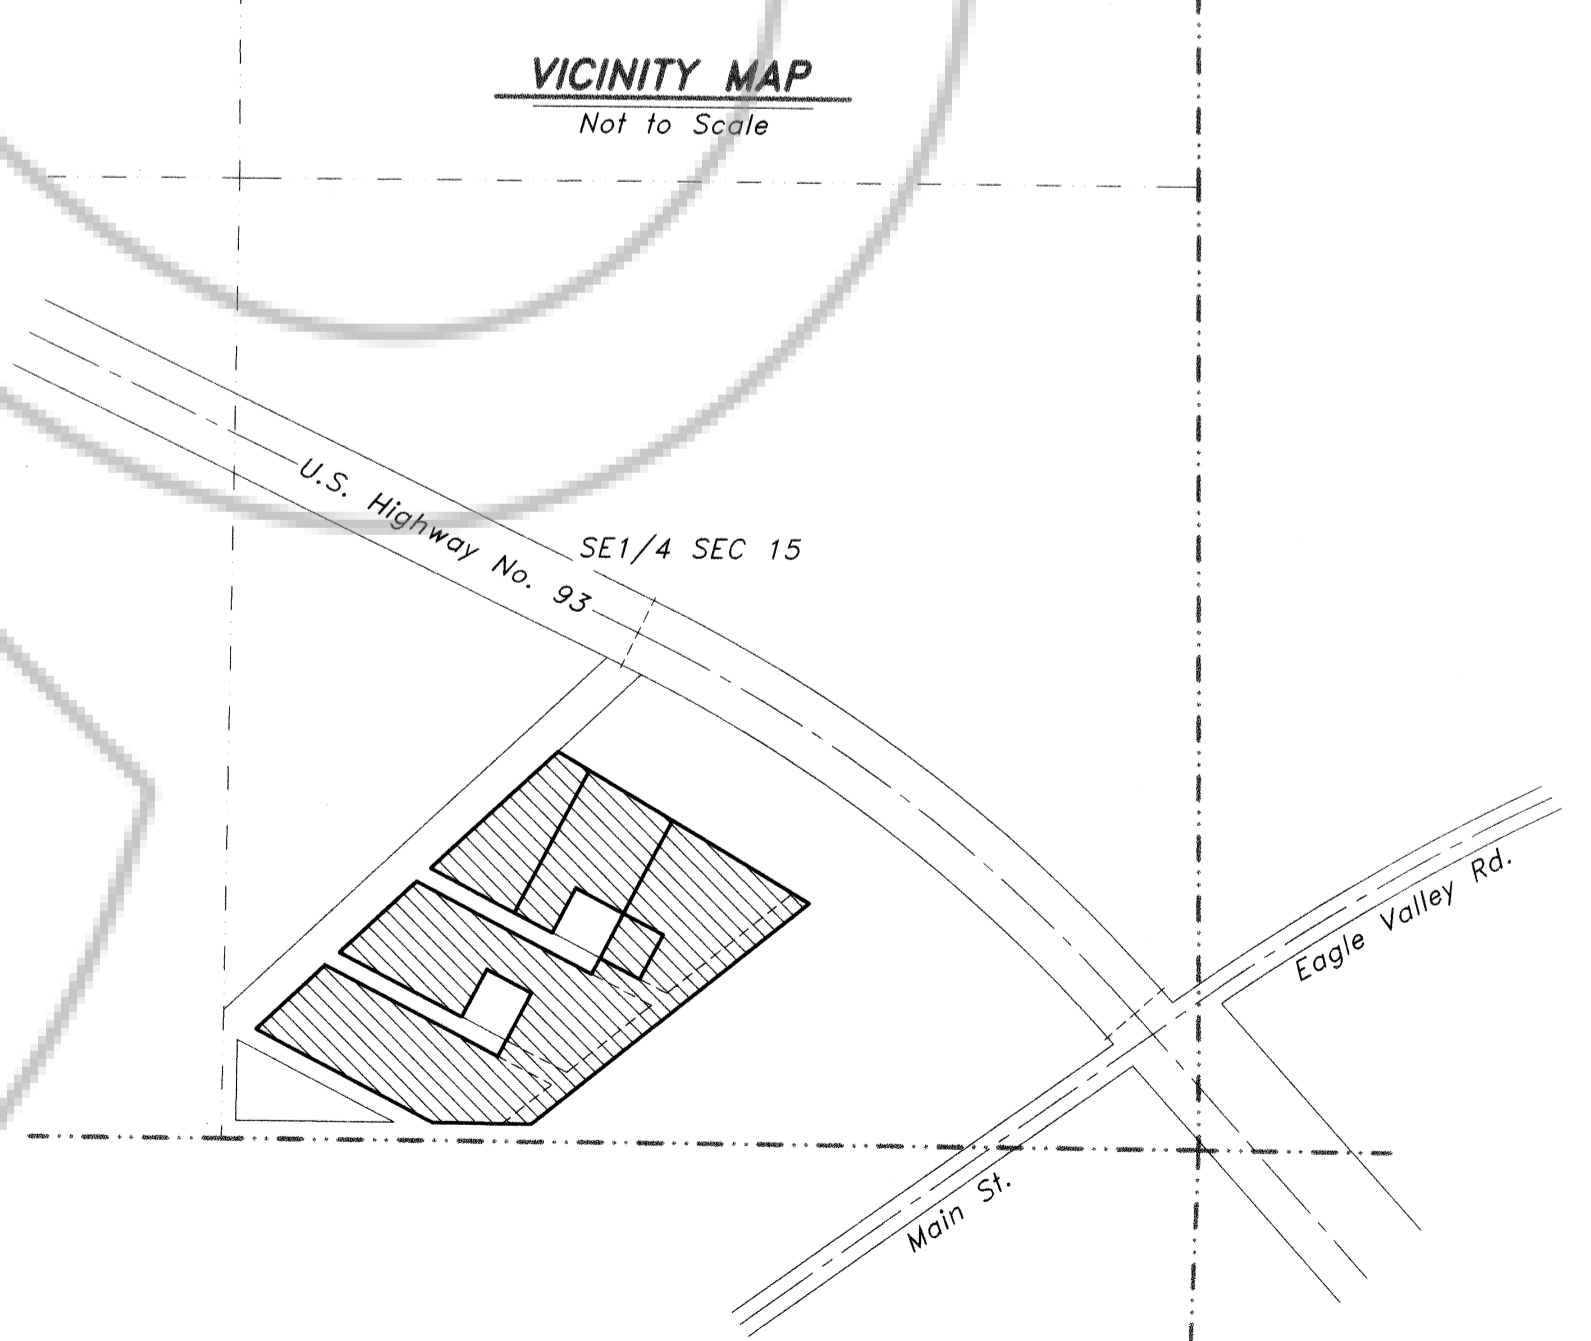 VICINITY MAP
Not to Scale
U.S. Highway No. 93
SE1/4 SEC 15
Eagle Valley Rd.
Main St.